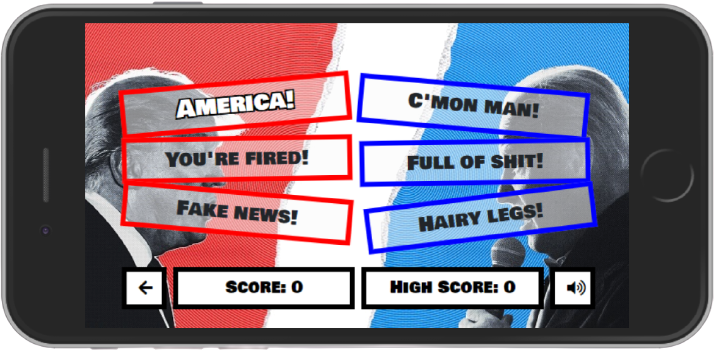 AMERICA!
C'MON MAN!
YOU'RE FIRED!
FULL OF SHIT!
FAKE NEWS!
HAIRY LEGS!
SCORE: 0
HIGH SCORE: 0